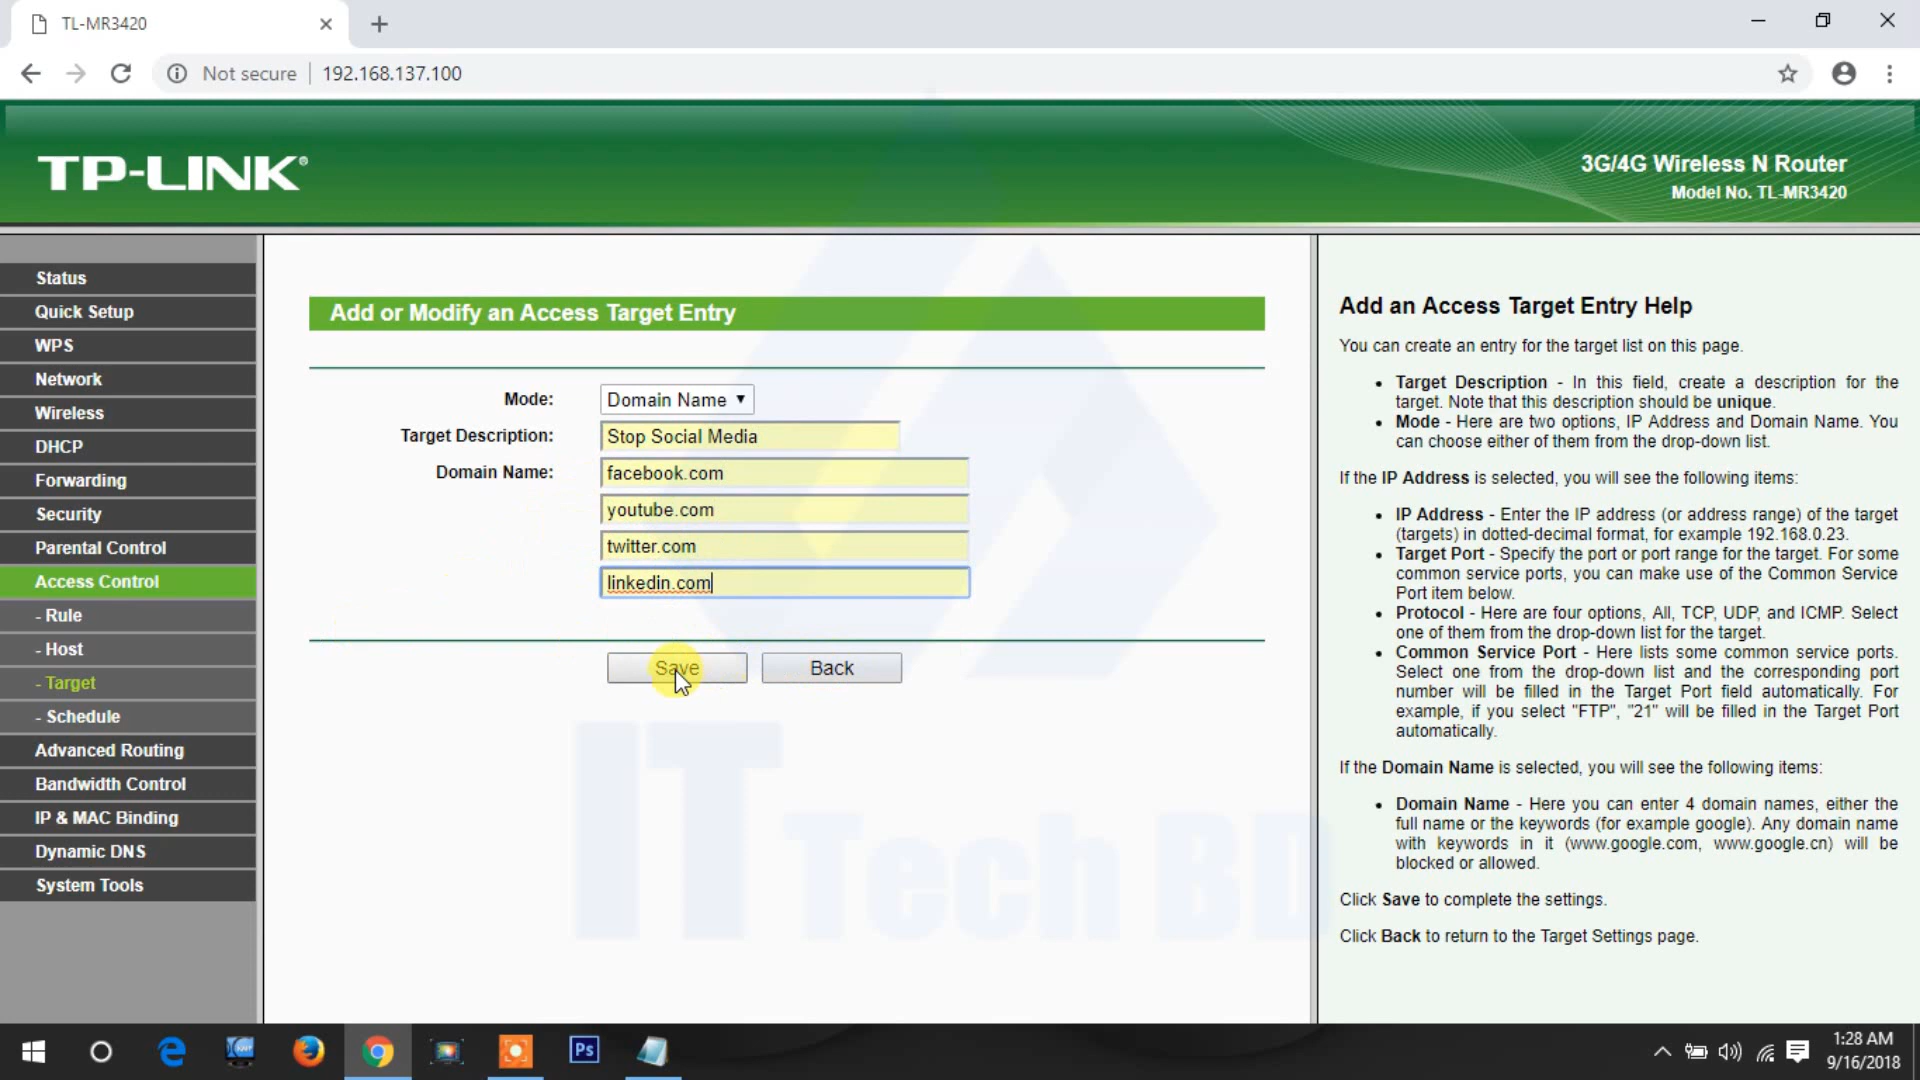 TL-MR3420
Not secure
192.168.137.100
TP-LINK®
3G/4G Wireless N Router
Model No. TL-MR3420
Status
Quick Setup
WPS
Network
Wireless
DHCP
Forwarding
Security
Parental Control
Access Control
- Rule
- Host
- Target
- Schedule
Advanced Routing
Bandwidth Control
IP & MAC Binding
Dynamic DNS
System Tools
Add or Modify an Access Target Entry
Mode:
Domain Name
Target Description:
Stop Social Media
Domain Name:
facebook.com
youtube.com
twitter.com
linkedin.com
Save
Back
IT Tech BD
Add an Access Target Entry Help
You can create an entry for the target list on this page.
• Target Description - In this field, create a description for the
target. Note that this description should be unique.
• Mode - Here are two options, IP Address and Domain Name. You
can choose either of them from the drop-down list.
If the IP Address is selected, you will see the following items:
• IP Address - Enter the IP address (or address range) of the target
(targets) in dotted-decimal format, for example 192.168.0.23.
• Target Port - Specify the port or port range for the target. For some
common service ports, you can make use of the Common Service
Port item below.
• Protocol - Here are four options, All, TCP, UDP, and ICMP. Select
one of them from the drop-down list for the target.
• Common Service Port - Here lists some common service ports.
Select one from the drop-down list and the corresponding port
number will be filled in the Target Port field automatically. For
example, if you select "FTP", "21" will be filled in the Target Port
automatically.
If the Domain Name is selected, you will see the following items:
• Domain Name - Here you can enter 4 domain names, either the
full name or the keywords (for example google). Any domain name
with keywords in it (www.google.com, www.google.cn) will be
blocked or allowed.
Click Save to complete the settings.
Click Back to return to the Target Settings page.
Ps
1:28 AM
9/16/2018